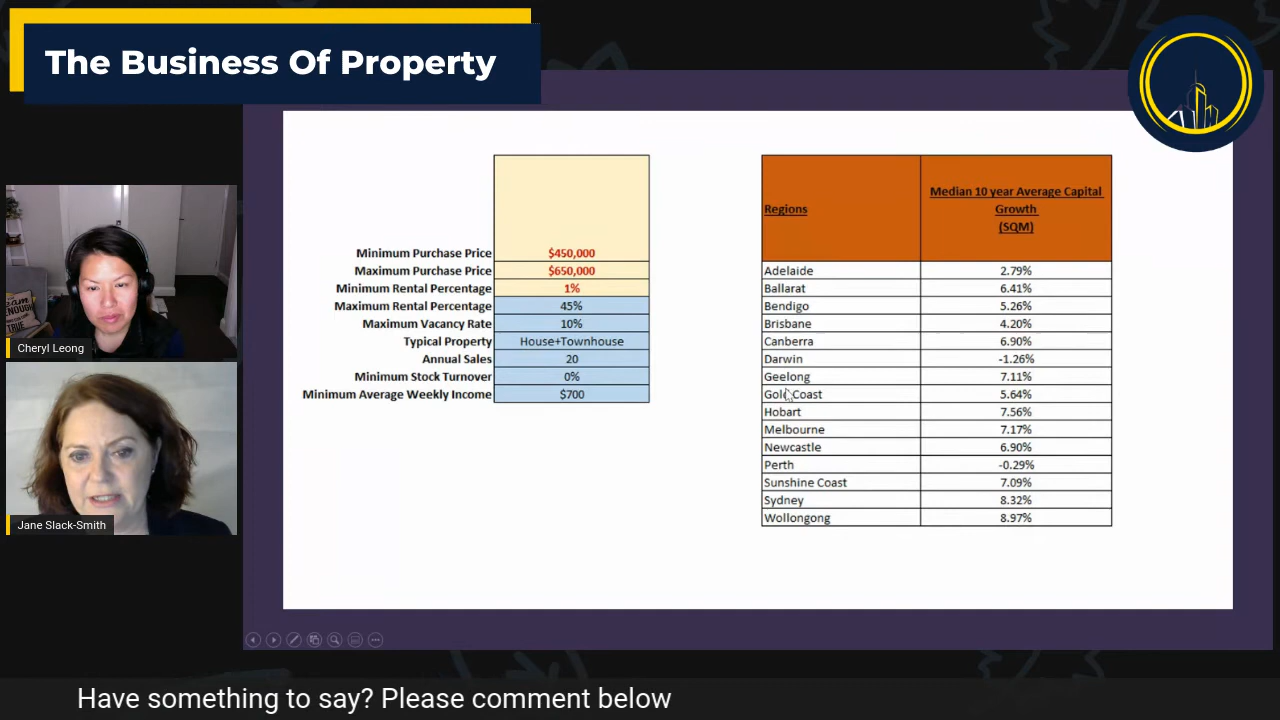 The Business Of Property
Minimum Purchase Price $450,000
Maximum Purchase Price $650,000
Minimum Rental Percentage 1%
Maximum Rental Percentage 45%
Maximum Vacancy Rate 10%
Typical Property House+Townhouse
Annual Sales 20
Minimum Stock Turnover 0%
Minimum Average Weekly Income $700
Regions
Median 10 year Average Capital
Growth
(SQM)
Adelaide 2.79%
Ballarat 6.41%
Bendigo 5.26%
Brisbane 4.20%
Canberra 6.90%
Darwin -1.26%
Geelong 7.11%
Gold Coast 5.64%
Hobart 7.56%
Melbourne 7.17%
Newcastle 6.90%
Perth -0.29%
Sunshine Coast 7.09%
Sydney 8.32%
Wollongong 8.97%
Cheryl Leong
Jane Slack-Smith
Have something to say? Please comment below